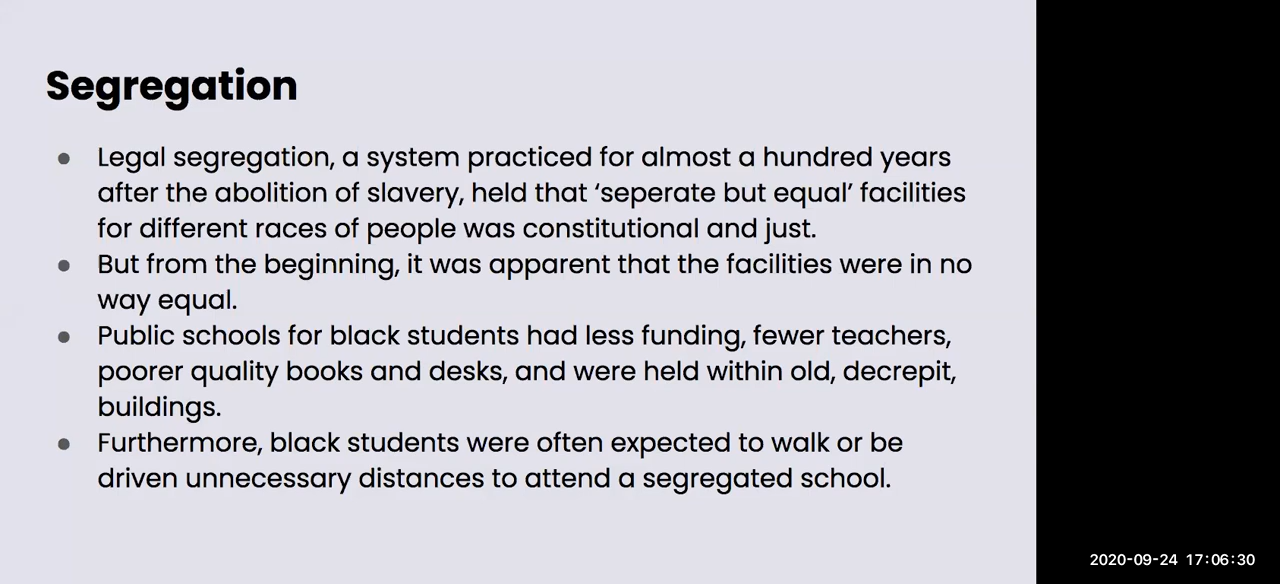 Segregation
● Legal segregation, a system practiced for almost a hundred years
after the abolition of slavery, held that ‘seperate but equal’ facilities
for different races of people was constitutional and just.
● But from the beginning, it was apparent that the facilities were in no
way equal.
● Public schools for black students had less funding, fewer teachers,
poorer quality books and desks, and were held within old, decrepit,
buildings.
● Furthermore, black students were often expected to walk or be
driven unnecessary distances to attend a segregated school.
2020-09-24 17:06:30